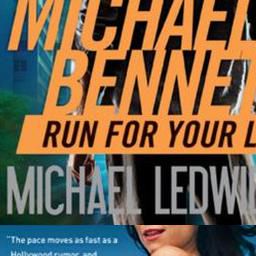 MICHAEL
BENNET
RUN FOR YOUR L
MICHAEL LEDWI
"The pace moves as fast as a
Hollywood rumor, and